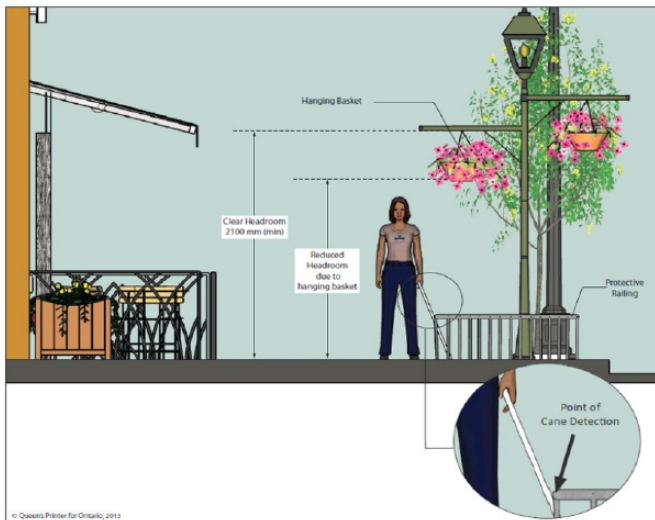 Hanging Basket
Clear Headroom
2100 mm (min)
Reduced
Headroom
due to
hanging basket
Protective
Railing
Point of
Cane Detection
© Queen's Printer for Ontario, 2013